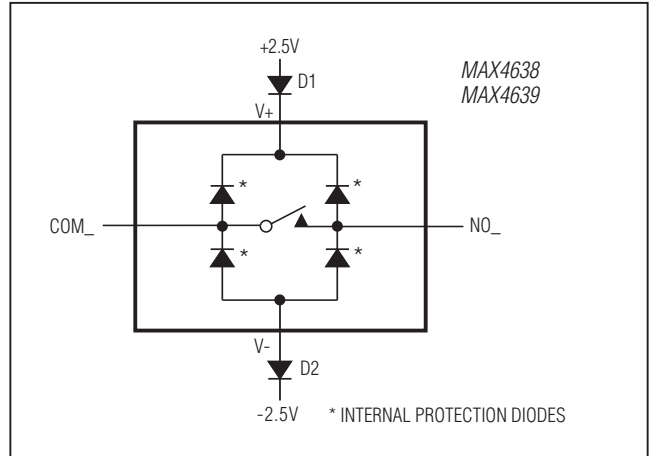 +2.5V
MAX4638
MAX4639
D1
V+
*
*
COM_
NO_
*
*
V-
D2
-2.5V
* INTERNAL PROTECTION DIODES